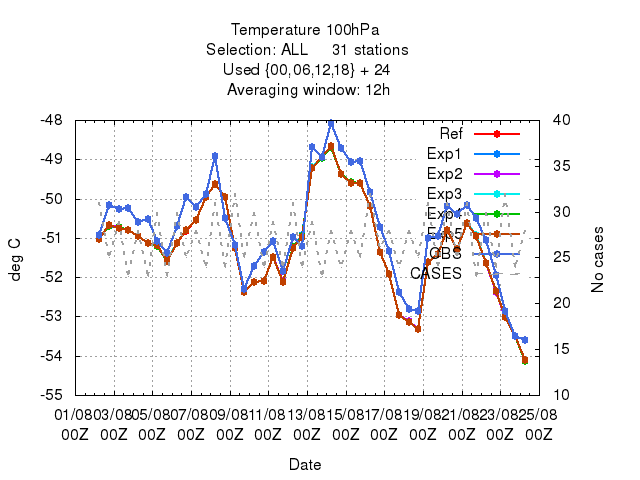 Temperature 100hPa
Selection: ALL 31 stations
Used {00,06,12,18} + 24
Averaging window: 12h
-48
-49
-50
-51
-52
-53
-54
-55
deg C
40
35
30
25
20
15
10
No cases
Ref
Exp1
Exp2
Exp3
Exp4
Exp5
OBS
CASES
01/08 03/08 05/08 07/08 09/08 11/08 13/08 15/08 17/08 19/08 21/08 23/08 25/08
00Z 00Z 00Z 00Z 00Z 00Z 00Z 00Z 00Z 00Z 00Z 00Z 00Z
Date